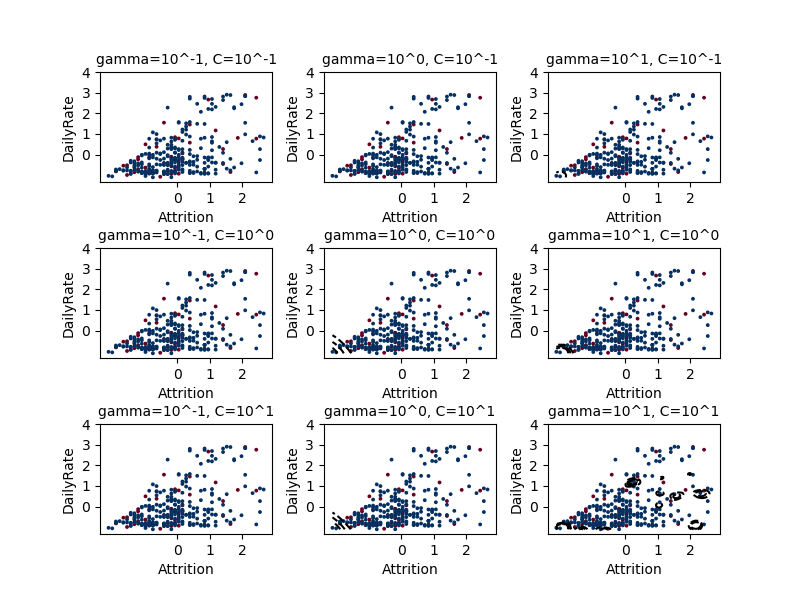 gamma=10^-1, C=10^-1
gamma=10^0, C=10^-1
gamma=10^1, C=10^-1
4
3
2
1
0
DailyRate
0
1
2
Attrition
4
3
2
1
0
DailyRate
0
1
2
Attrition
4
3
2
1
0
DailyRate
0
1
2
Attrition
gamma=10^-1, C=10^0
gamma=10^0, C=10^0
gamma=10^1, C=10^0
4
3
2
1
0
DailyRate
0
1
2
Attrition
4
3
2
1
0
DailyRate
0
1
2
Attrition
4
3
2
1
0
DailyRate
0
1
2
Attrition
gamma=10^-1, C=10^1
gamma=10^0, C=10^1
gamma=10^1, C=10^1
4
3
2
1
0
DailyRate
0
1
2
Attrition
4
3
2
1
0
DailyRate
0
1
2
Attrition
4
3
2
1
0
DailyRate
0
1
2
Attrition